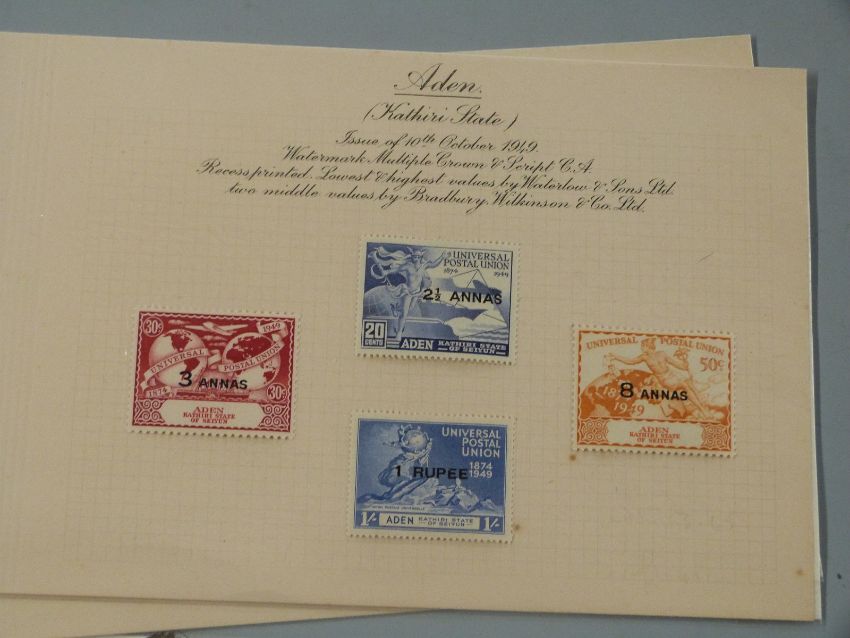 Aden.
(Kathiri State)
Issue of 10th October 1949.
Watermark Multiple Crown & Script C.A.
Recess printed. Lowest & highest values by Waterlow & Sons Ltd.
two middle values by Bradbury, Wilkinson & Co. Ltd.
UNIVERSAL
POSTAL UNION
1874 1949
2½ ANNAS
20
CENTS
ADEN
KATHIRI STATE
OF SEIYUN
30c
1949
UNIVERSAL POSTAL UNION
3 ANNAS
1874
30c
ADEN
KATHIRI STATE
OF SEIYUN
UNIVERSAL POSTAL UNION
50c
8 ANNAS
1949
ADEN
KATHIRI STATE
OF SEIYUN
UNIVERSAL
POSTAL
UNION
1874
1949
1 RUPEE
1/-
ADEN
KATHIRI STATE
OF SEIYUN
1/-